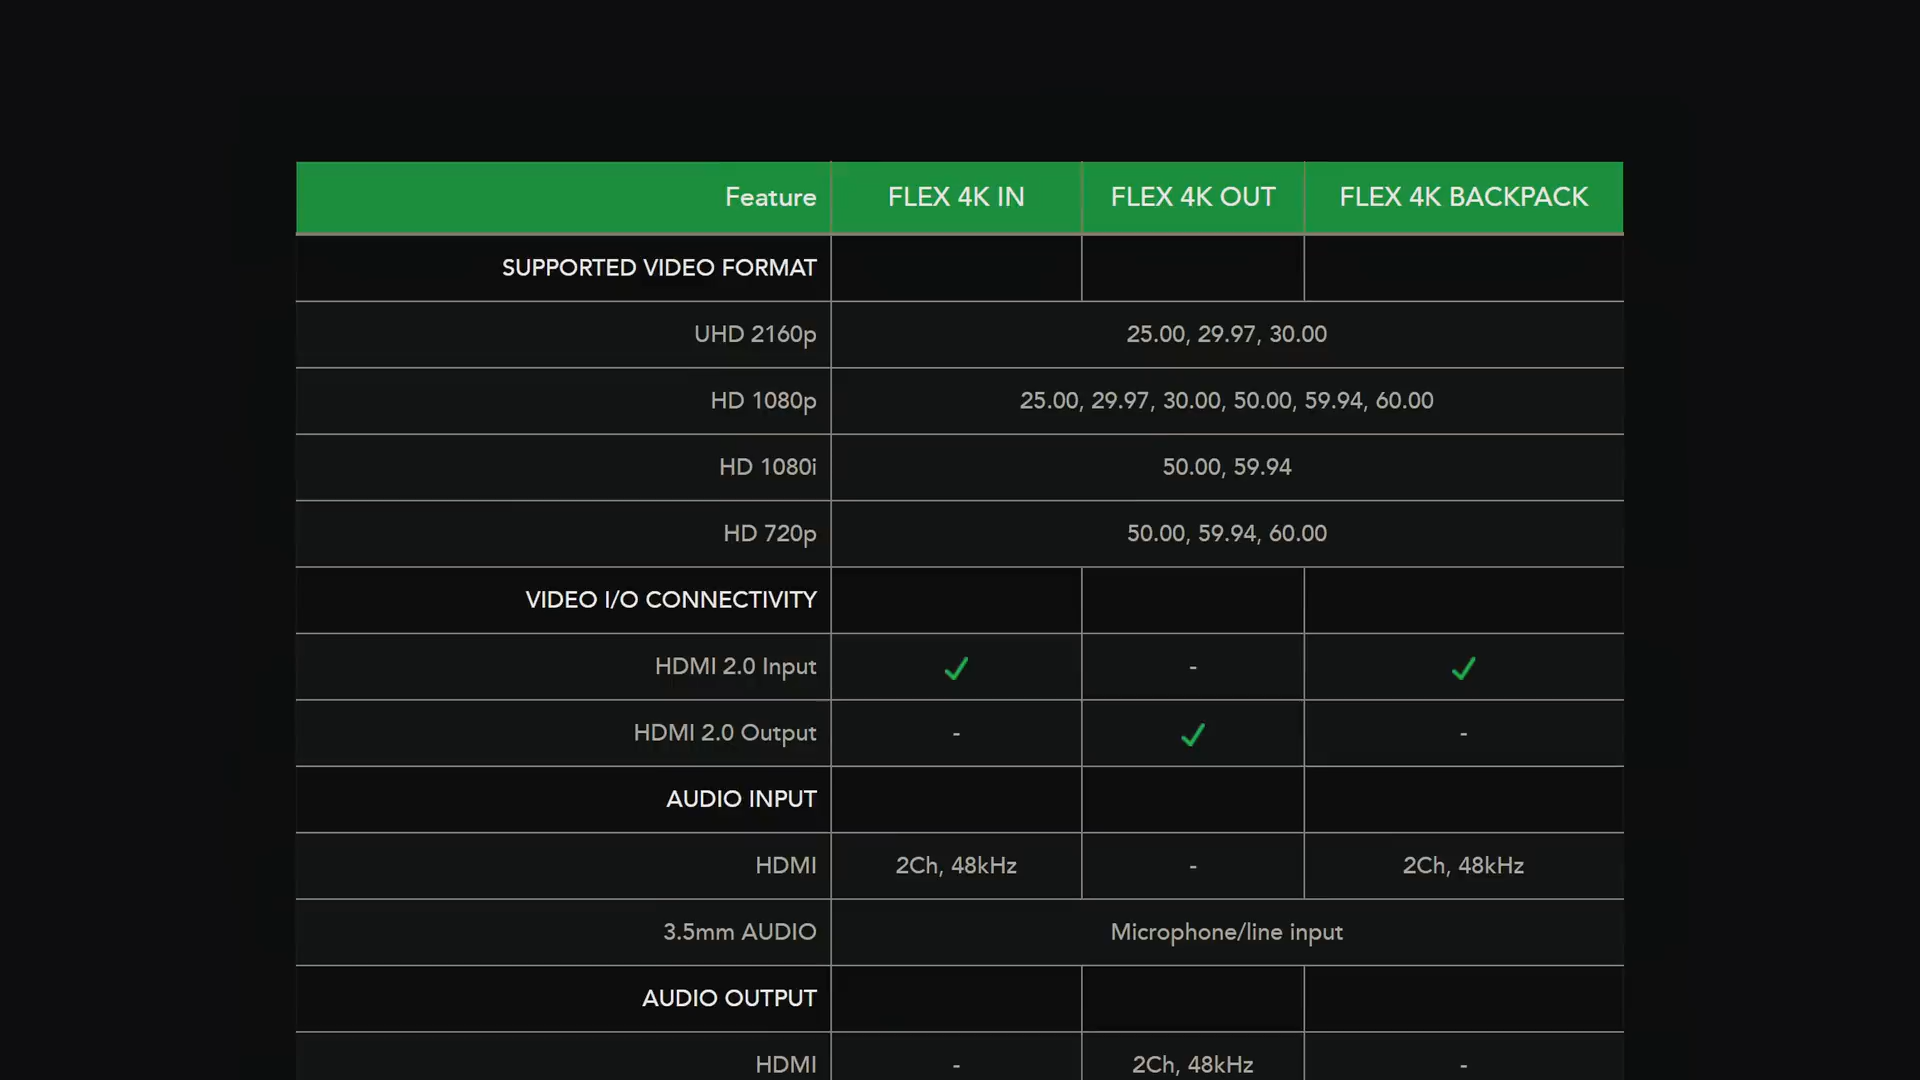 Feature FLEX 4K IN FLEX 4K OUT FLEX 4K BACKPACK
SUPPORTED VIDEO FORMAT
UHD 2160p 25.00, 29.97, 30.00
HD 1080p 25.00, 29.97, 30.00, 50.00, 59.94, 60.00
HD 1080i 50.00, 59.94
HD 720p 50.00, 59.94, 60.00
VIDEO I/O CONNECTIVITY
HDMI 2.0 Input ✓ - ✓
HDMI 2.0 Output - ✓ -
AUDIO INPUT
HDMI 2Ch, 48kHz - 2Ch, 48kHz
3.5mm AUDIO Microphone/line input
AUDIO OUTPUT
HDMI - 2Ch, 48kHz -